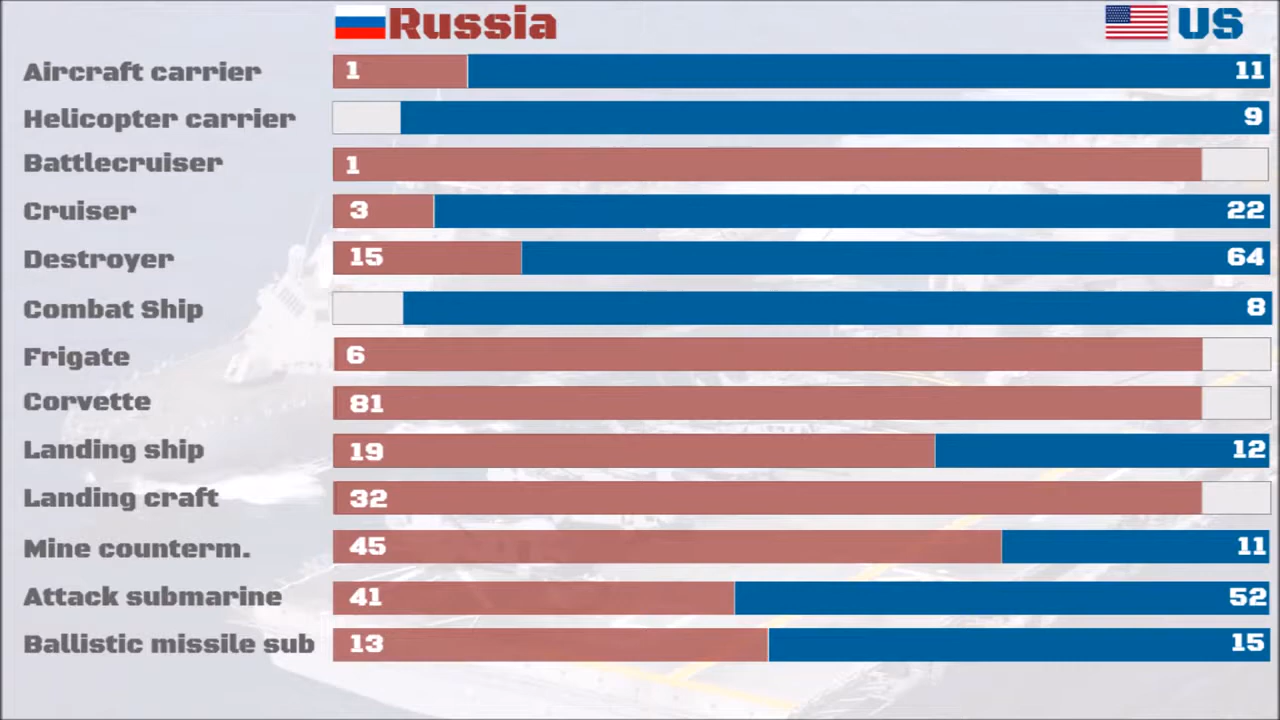 Russia US
Aircraft carrier 1 11
Helicopter carrier 9
Battlecruiser 1
Cruiser 3 22
Destroyer 15 64
Combat Ship 8
Frigate 6
Corvette 81
Landing ship 19 12
Landing craft 32
Mine counterm. 45 11
Attack submarine 41 52
Ballistic missile sub 13 15